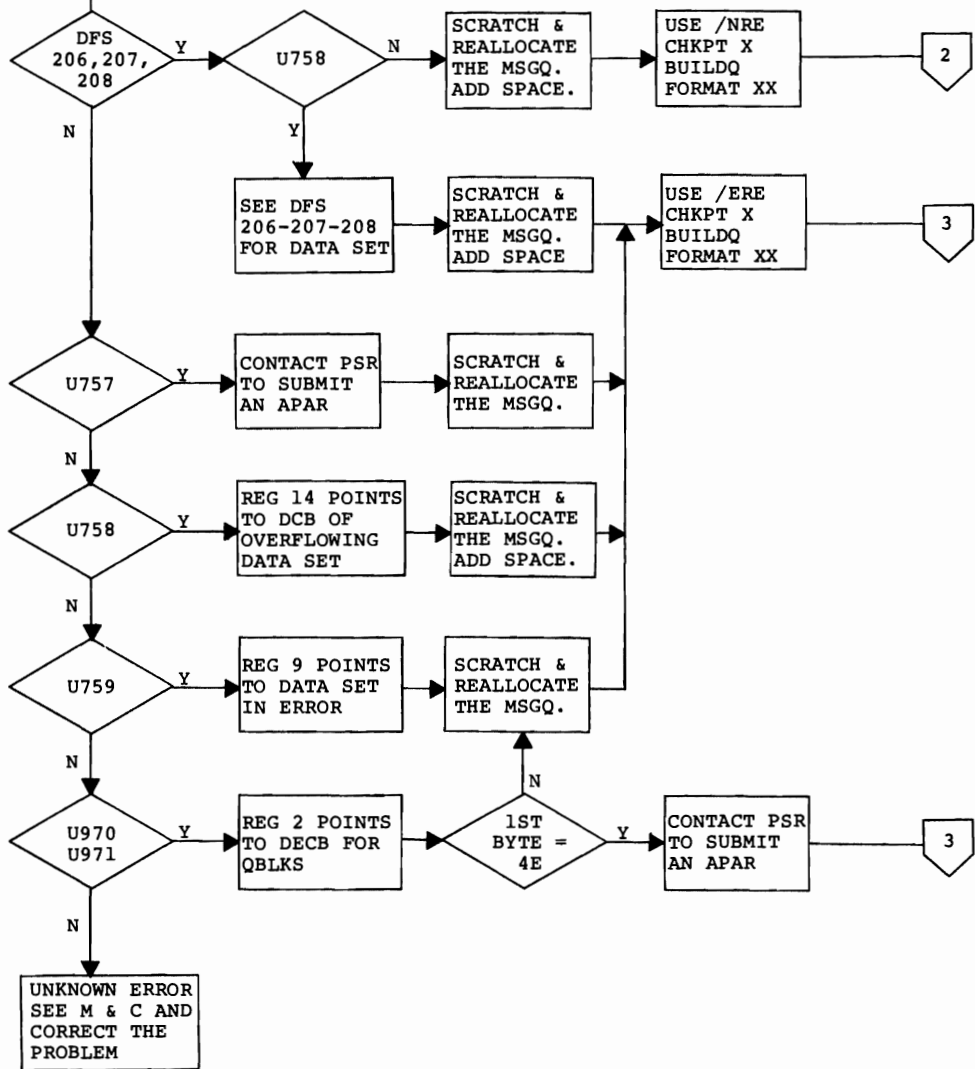 DFS
206,207,
208
Y
U758
N
SCRATCH &
REALLOCATE
THE MSGQ.
ADD SPACE.
USE /NRE
CHKPT X
BUILDQ
FORMAT XX
2
N
Y
SEE DFS
206-207-208
FOR DATA SET
SCRATCH &
REALLOCATE
THE MSGQ.
ADD SPACE
USE /ERE
CHKPT X
BUILDQ
FORMAT XX
3
U757
Y
CONTACT PSR
TO SUBMIT
AN APAR
SCRATCH &
REALLOCATE
THE MSGQ.
N
U758
Y
REG 14 POINTS
TO DCB OF
OVERFLOWING
DATA SET
SCRATCH &
REALLOCATE
THE MSGQ.
ADD SPACE.
N
U759
Y
REG 9 POINTS
TO DATA SET
IN ERROR
SCRATCH &
REALLOCATE
THE MSGQ.
N
N
U970
U971
Y
REG 2 POINTS
TO DECB FOR
QBLKS
1ST
BYTE =
4E
Y
CONTACT PSR
TO SUBMIT
AN APAR
3
N
UNKNOWN ERROR
SEE M & C AND
CORRECT THE
PROBLEM